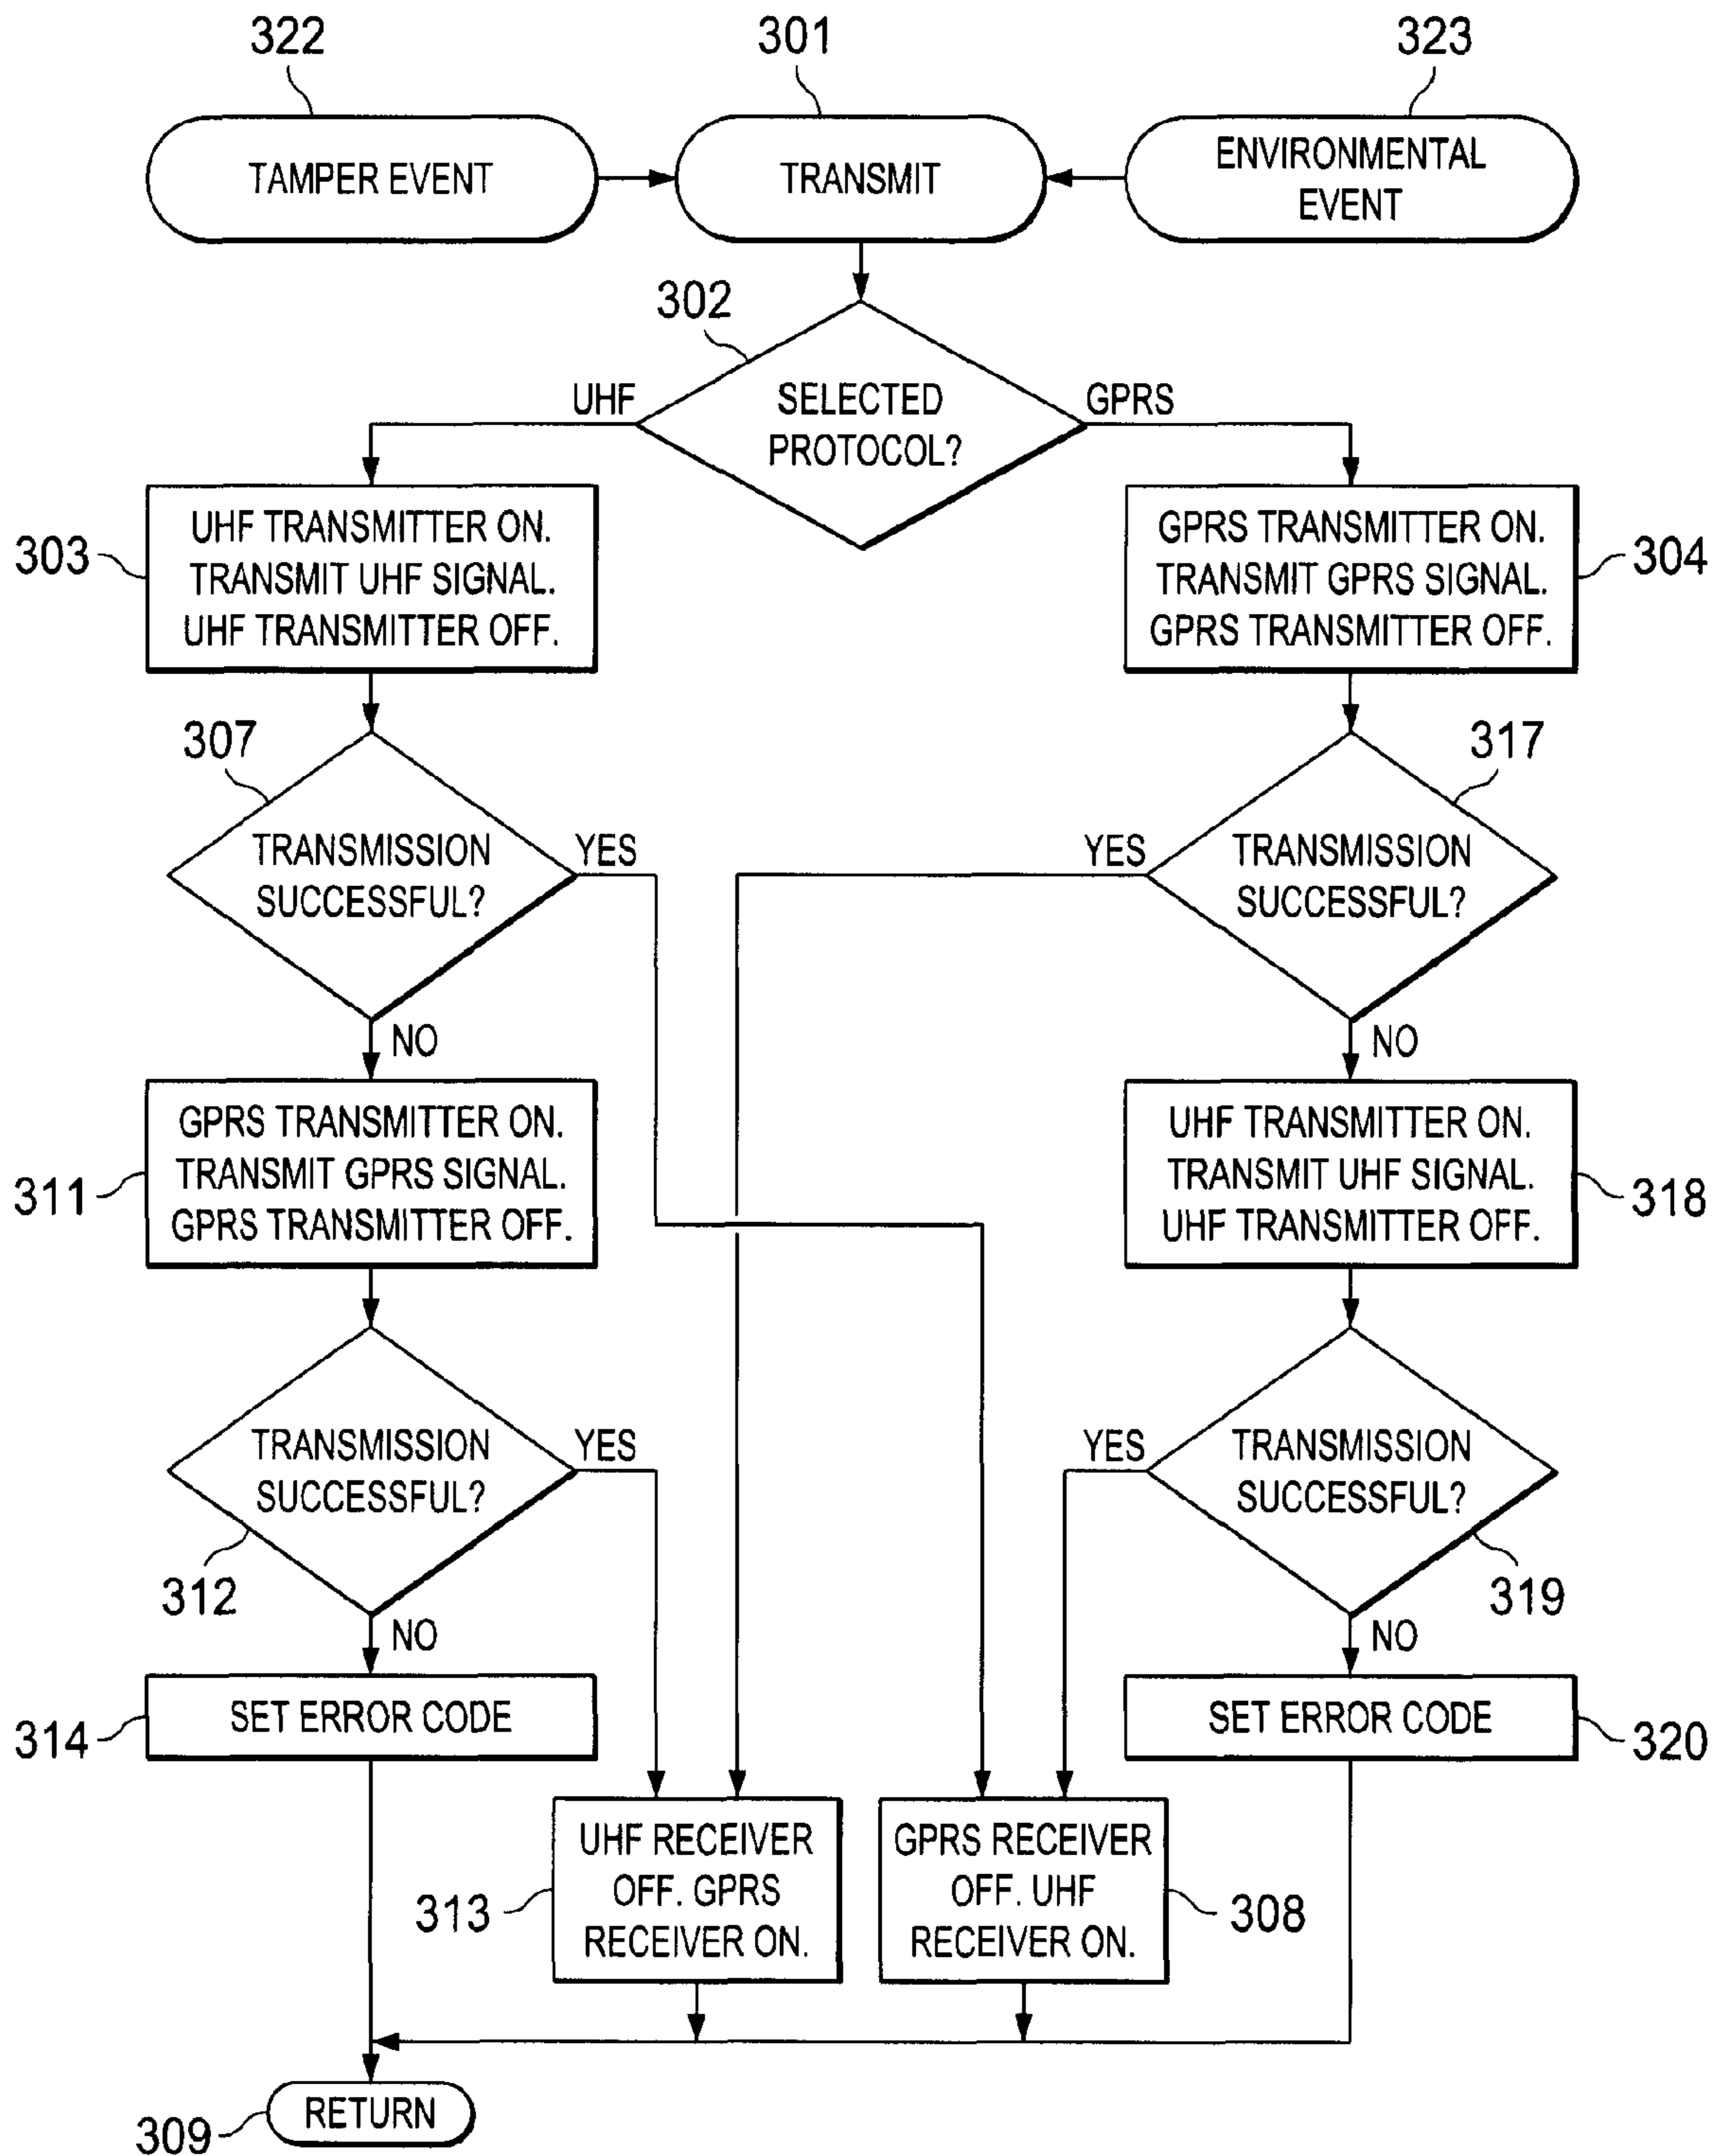 322
301
323
TAMPER EVENT
TRANSMIT
ENVIRONMENTAL
EVENT
302
UHF
SELECTED
PROTOCOL?
GPRS
303
UHF TRANSMITTER ON.
TRANSMIT UHF SIGNAL.
UHF TRANSMITTER OFF.
GPRS TRANSMITTER ON.
TRANSMIT GPRS SIGNAL.
GPRS TRANSMITTER OFF.
304
307
317
TRANSMISSION
SUCCESSFUL?
YES
YES
TRANSMISSION
SUCCESSFUL?
NO
NO
311
GPRS TRANSMITTER ON.
TRANSMIT GPRS SIGNAL.
GPRS TRANSMITTER OFF.
UHF TRANSMITTER ON.
TRANSMIT UHF SIGNAL.
UHF TRANSMITTER OFF.
318
TRANSMISSION
SUCCESSFUL?
YES
YES
TRANSMISSION
SUCCESSFUL?
312
319
NO
NO
314
SET ERROR CODE
SET ERROR CODE
320
313
UHF RECEIVER
OFF. GPRS
RECEIVER ON.
GPRS RECEIVER
OFF. UHF
RECEIVER ON.
308
309
RETURN